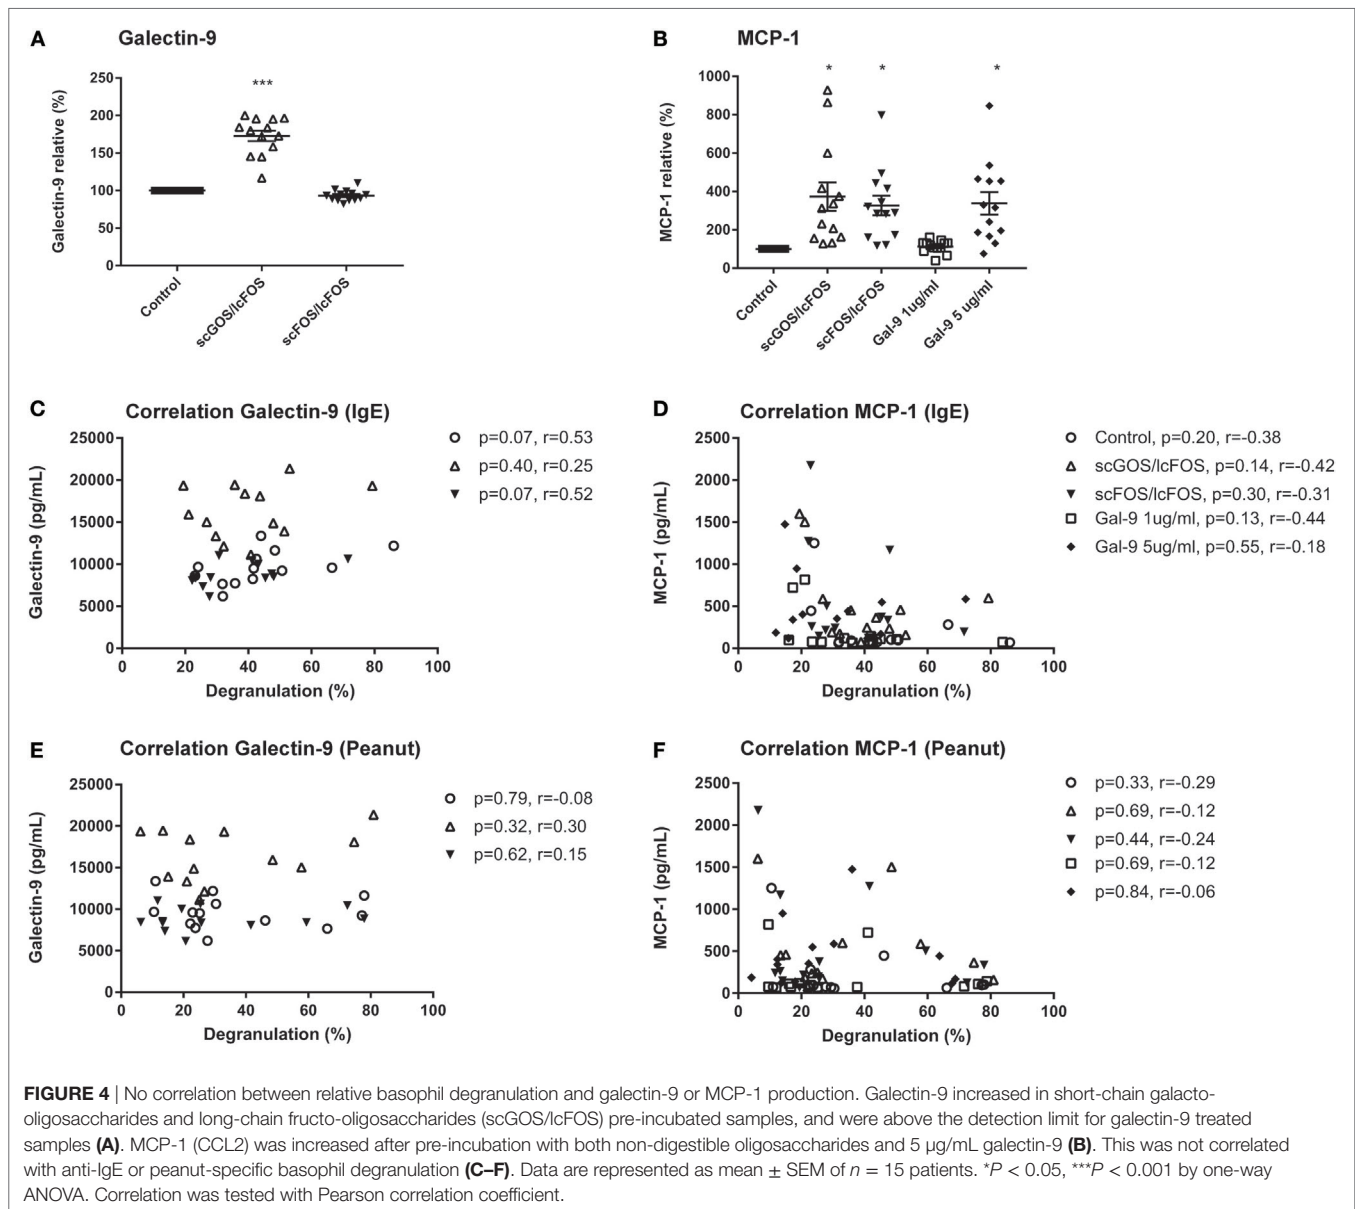 A Galectin-9
Galectin-9 relative (%)
250
200
150
100
50
0
***
Control
scGOS/lcFOS
scFOS/lcFOS
B MCP-1
MCP-1 relative (%)
1000
800
600
400
200
0
* * *
Control
scGOS/lcFOS
scFOS/lcFOS
Gal-9 1ug/ml
Gal-9 5 ug/ml
C Correlation Galectin-9 (IgE)
Galectin-9 (pg/mL)
25000
20000
15000
10000
5000
0
0 20 40 60 80 100
Degranulation (%)
p=0.07, r=0.53
p=0.40, r=0.25
p=0.07, r=0.52
D Correlation MCP-1 (IgE)
MCP-1 (pg/mL)
2500
2000
1500
1000
500
0
0 20 40 60 80 100
Degranulation (%)
Control, p=0.20, r=-0.38
scGOS/lcFOS, p=0.14, r=-0.42
scFOS/lcFOS, p=0.30, r=-0.31
Gal-9 1ug/ml, p=0.13, r=-0.44
Gal-9 5ug/ml, p=0.55, r=-0.18
E Correlation Galectin-9 (Peanut)
Galectin-9 (pg/mL)
25000
20000
15000
10000
5000
0
0 20 40 60 80 100
Degranulation (%)
p=0.79, r=-0.08
p=0.32, r=0.30
p=0.62, r=0.15
F Correlation MCP-1 (Peanut)
MCP-1 (pg/mL)
2500
2000
1500
1000
500
0
0 20 40 60 80 100
Degranulation (%)
p=0.33, r=-0.29
p=0.69, r=-0.12
p=0.44, r=-0.24
p=0.69, r=-0.12
p=0.84, r=-0.06
FIGURE 4 | No correlation between relative basophil degranulation and galectin-9 or MCP-1 production. Galectin-9 increased in short-chain galacto-
oligosaccharides and long-chain fructo-oligosaccharides (scGOS/lcFOS) pre-incubated samples, and were above the detection limit for galectin-9 treated
samples (A). MCP-1 (CCL2) was increased after pre-incubation with both non-digestible oligosaccharides and 5 µg/mL galectin-9 (B). This was not correlated
with anti-IgE or peanut-specific basophil degranulation (C–F). Data are represented as mean ± SEM of n = 15 patients. *P < 0.05, ***P < 0.001 by one-way
ANOVA. Correlation was tested with Pearson correlation coefficient.